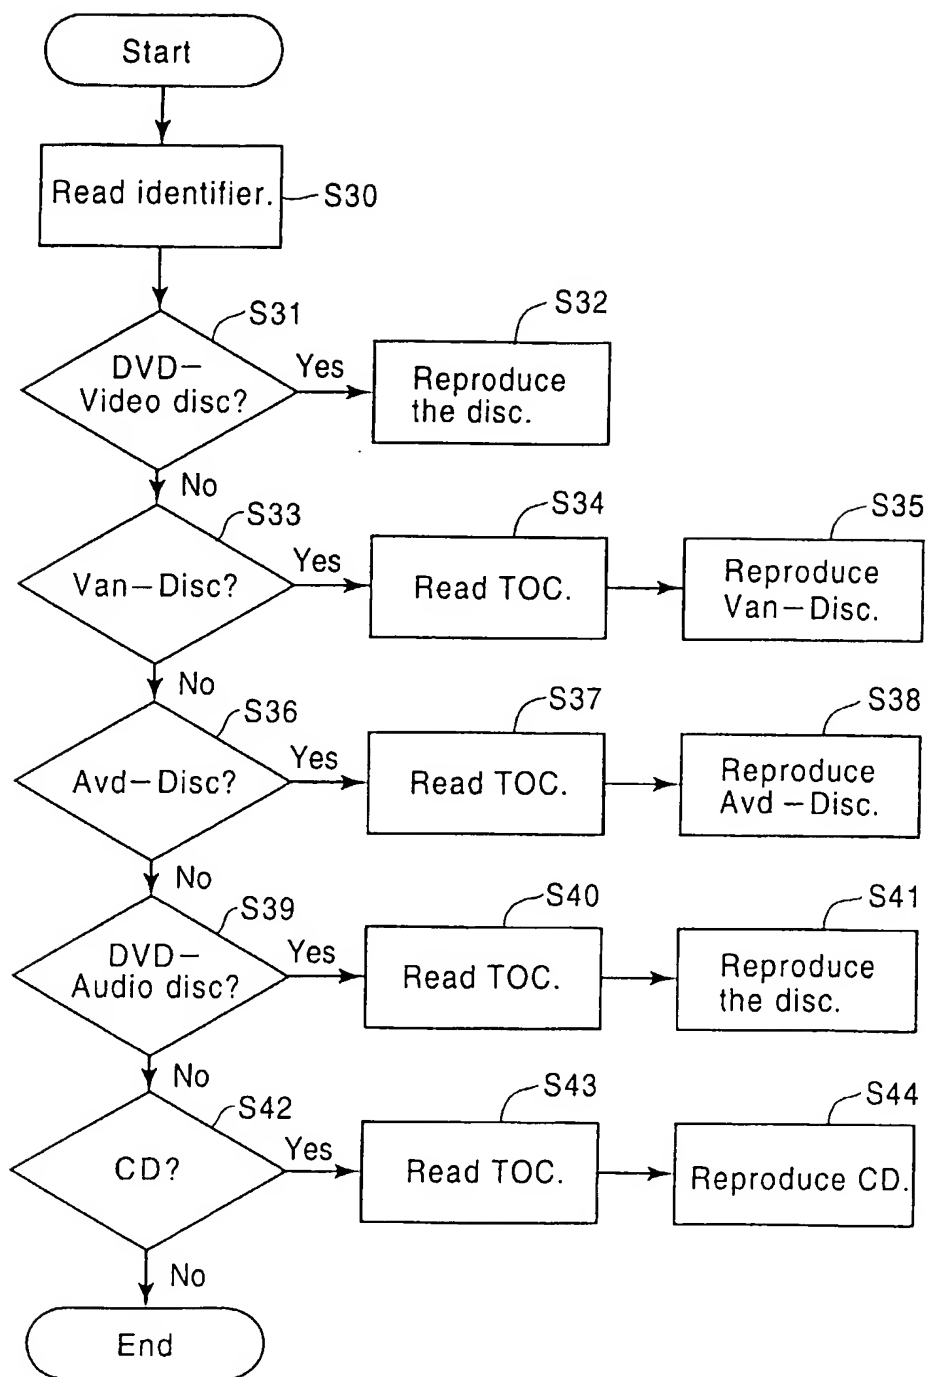 Start
Read identifier.
S30
S31
S32
DVD–
Video disc?
Yes
Reproduce
the disc.
No
S33
S34
S35
Van–Disc?
Yes
Read TOC.
Reproduce
Van–Disc.
No
S36
S37
S38
Avd–Disc?
Yes
Read TOC.
Reproduce
Avd –Disc.
No
S39
S40
S41
DVD–
Audio disc?
Yes
Read TOC.
Reproduce
the disc.
No
S42
S43
S44
CD?
Yes
Read TOC.
Reproduce CD.
No
End